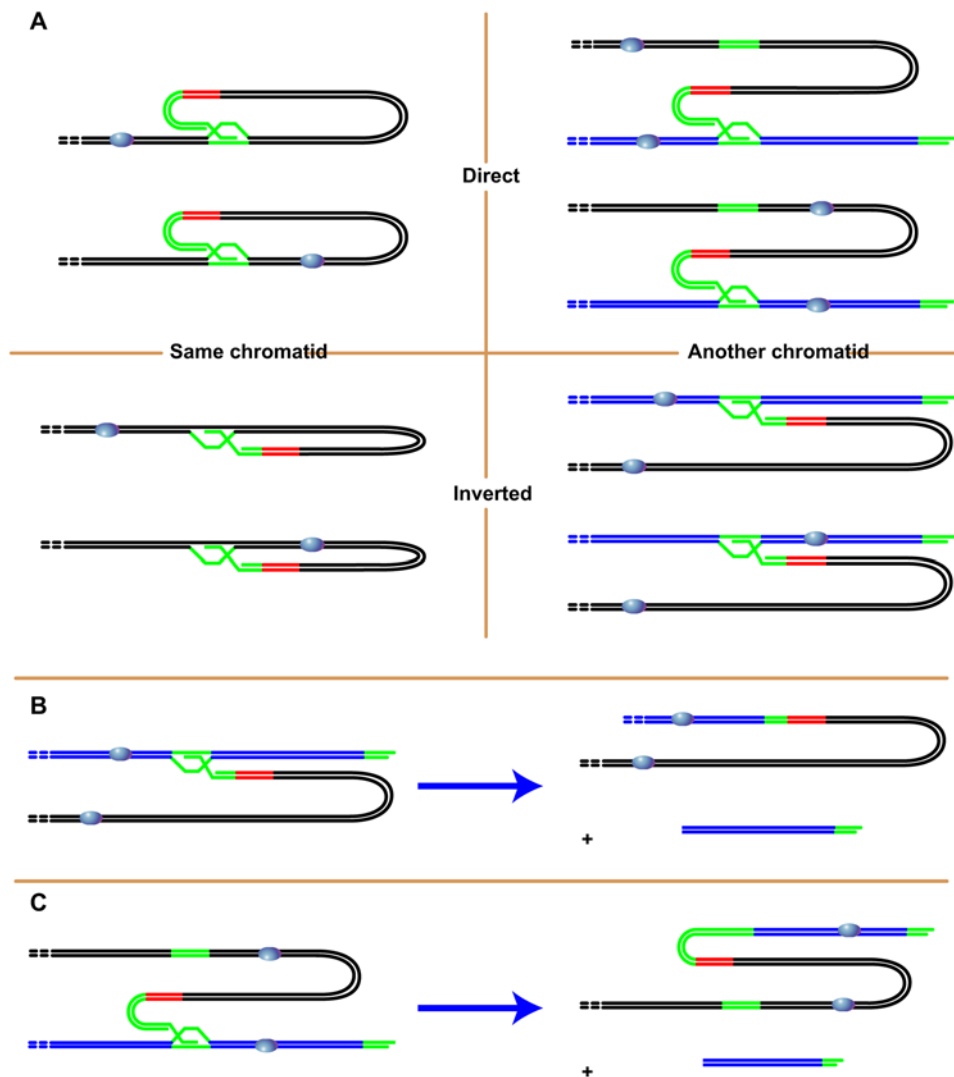 A
Direct
Same chromatid
Another chromatid
Inverted
B
+
C
+